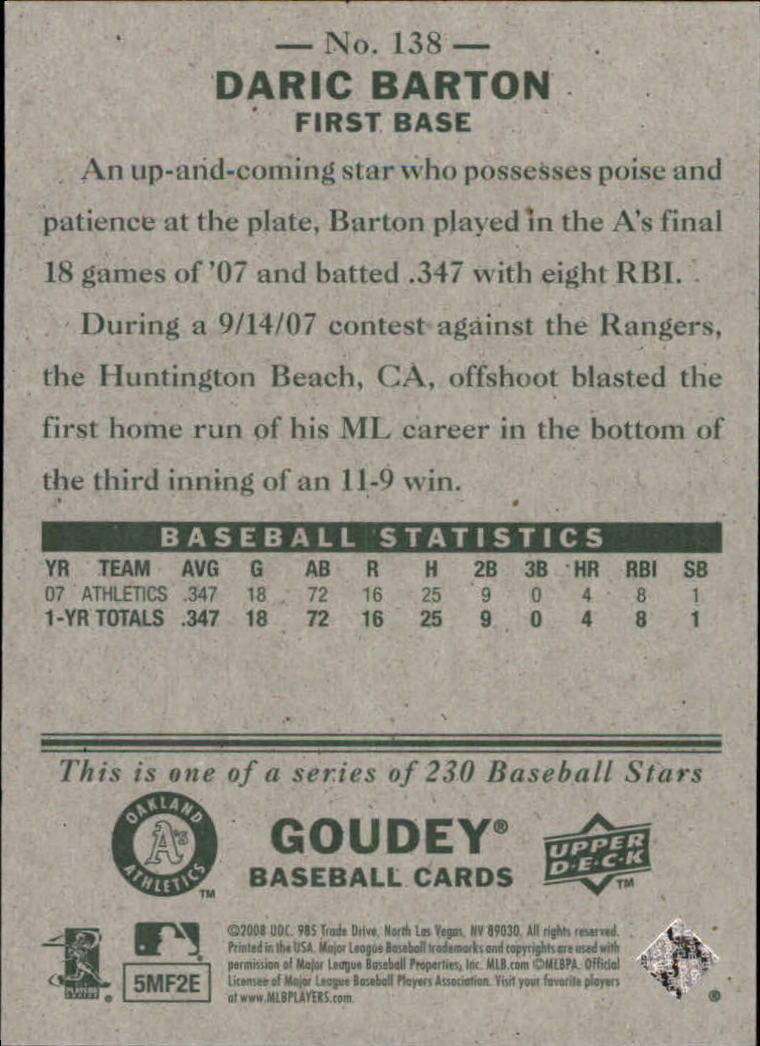 — No. 138 —
DARIC BARTON
FIRST BASE
An up-and-coming star who possesses poise and
patience at the plate, Barton played in the A's final
18 games of '07 and batted .347 with eight RBI.
During a 9/14/07 contest against the Rangers,
the Huntington Beach, CA, offshoot blasted the
first home run of his ML career in the bottom of
the third inning of an 11-9 win.
BASEBALL STATISTICS
YR TEAM AVG G AB R H 2B 3B HR RBI SB
07 ATHLETICS .347 18 72 16 25 9 0 4 8 1
1-YR TOTALS .347 18 72 16 25 9 0 4 8 1
This is one of a series of 230 Baseball Stars
OAKLAND
A's
ATHLETICS
TM
GOUDEY®
BASEBALL CARDS
UPPER
D·E·C·K
TM
5MF2E
©2008 UDC. 985 Trade Drive, North Las Vegas, NV 89030. All rights reserved.
Printed in the USA. Major League Baseball trademarks and copyrights are used with
permission of Major League Baseball Properties, Inc. MLB.com ©MLBPA. Official
Licensee of Major League Baseball Players Association. Visit your favorite players
at www.MLBPLAYERS.com.
®